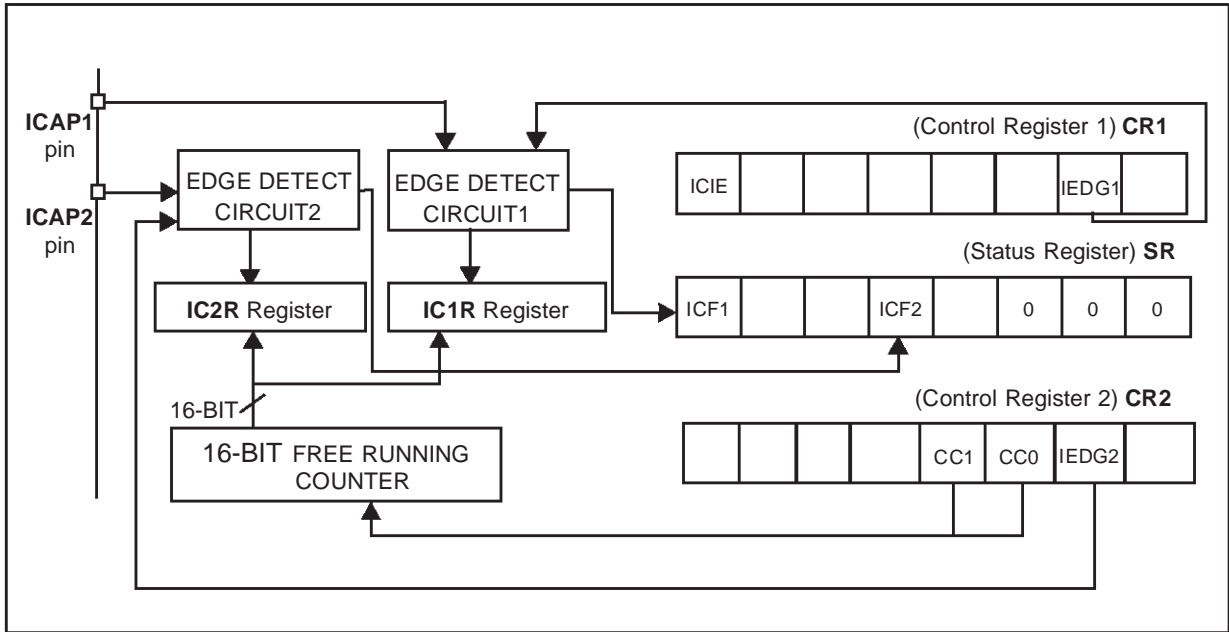 ICAP1
pin
ICAP2
pin
EDGE DETECT
CIRCUIT2
EDGE DETECT
CIRCUIT1
IC2R Register
IC1R Register
16-BIT
16-BIT FREE RUNNING
COUNTER
(Control Register 1) CR1
ICIE
IEDG1
(Status Register) SR
ICF1 ICF2 0 0 0
(Control Register 2) CR2
CC1 CC0 IEDG2